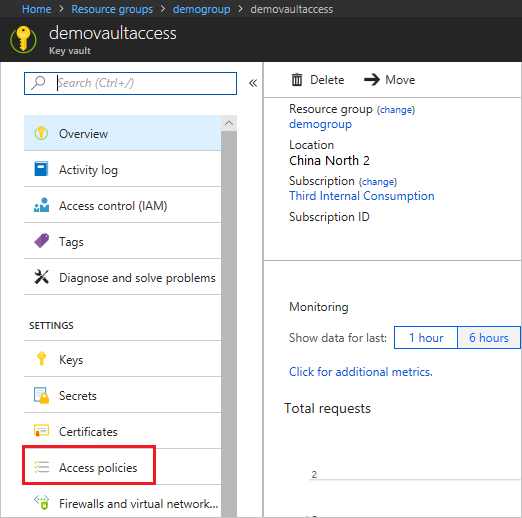 Home > Resource groups > demogroup > demovaultaccess
demovaultaccess
Key vault
Search (Ctrl+/)
«
Overview
Activity log
Access control (IAM)
Tags
Diagnose and solve problems
SETTINGS
Keys
Secrets
Certificates
Access policies
Firewalls and virtual network...
Delete
Move
Resource group (change)
demogroup
Location
China North 2
Subscription (change)
Third Internal Consumption
Subscription ID
Monitoring
Show data for last: 1 hour 6 hours
Click for additional metrics.
Total requests
2